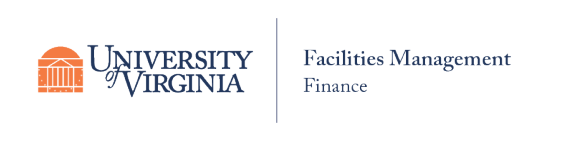 UNIVERSITY
of VIRGINIA
Facilities Management
Finance